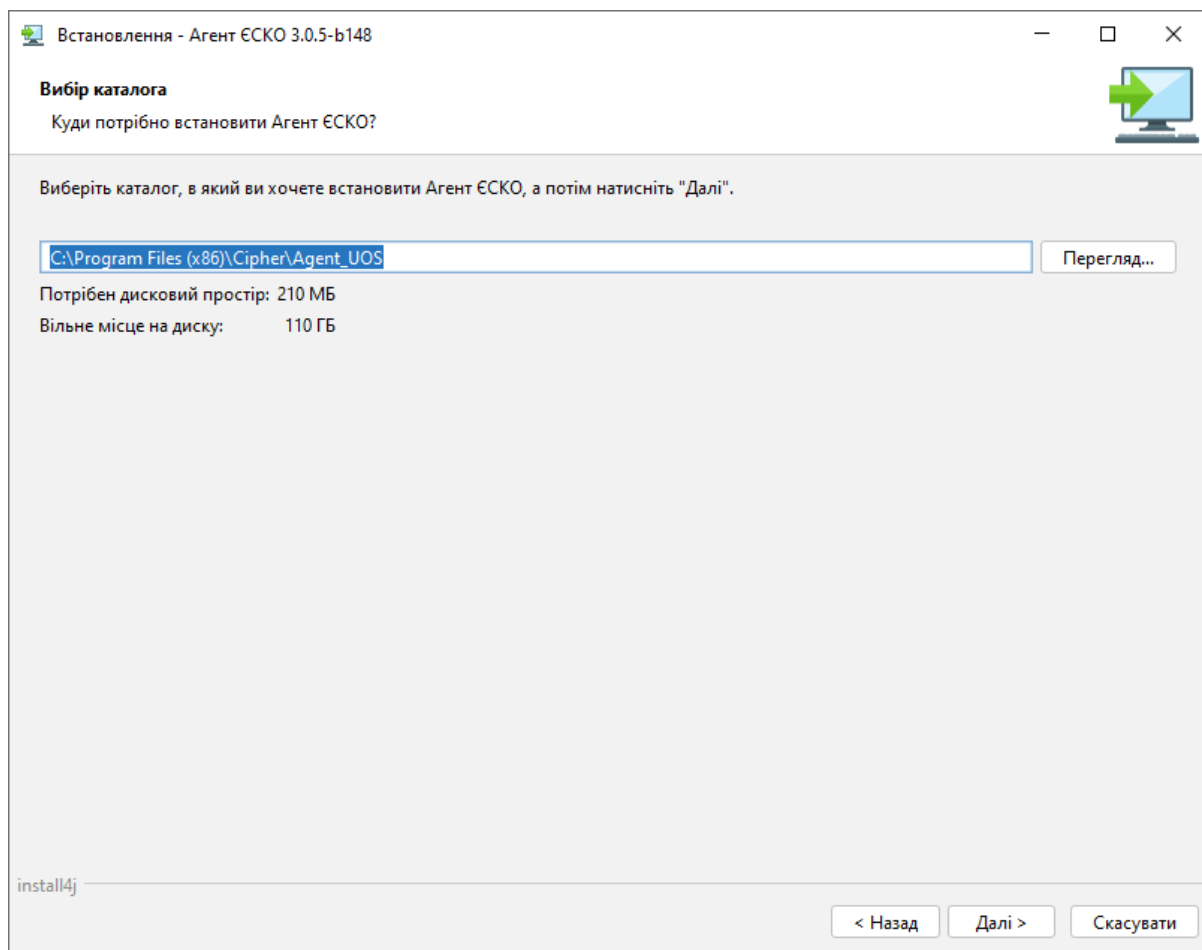 Встановлення - Агент ЄСКО 3.0.5-b148
Вибір каталога
Куди потрібно встановити Агент ЄСКО?
Виберіть каталог, в який ви хочете встановити Агент ЄСКО, а потім натисніть "Далі".
C:\Program Files (x86)\Cipher\Agent_UOS
Перегляд...
Потрібен дисковий простір: 210 МБ
Вільне місце на диску: 110 ГБ
install4j
< Назад
Далі >
Скасувати